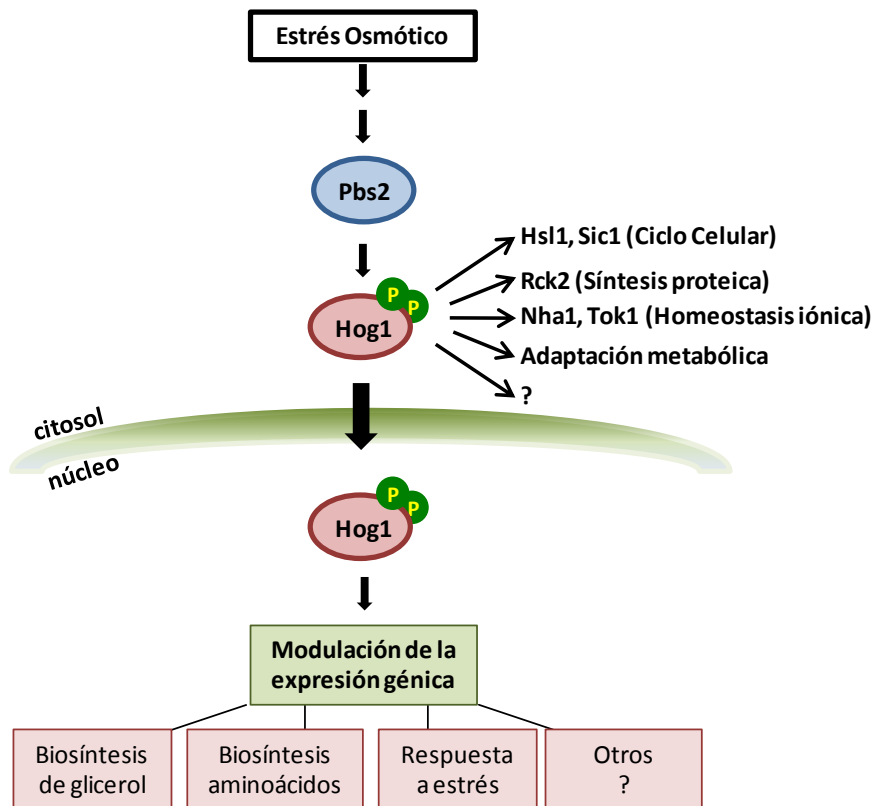 Estrés Osmótico
Pbs2
Hsl1, Sic1 (Ciclo Celular)
P
P
Rck2 (Síntesis proteica)
Hog1
Nha1, Tok1 (Homeostasis iónica)
Adaptación metabólica
?
citosol
núcleo
P
P
Hog1
Modulación de la
expresión génica
Biosíntesis
de glicerol
Biosíntesis
aminoácidos
Respuesta
a estrés
Otros
?